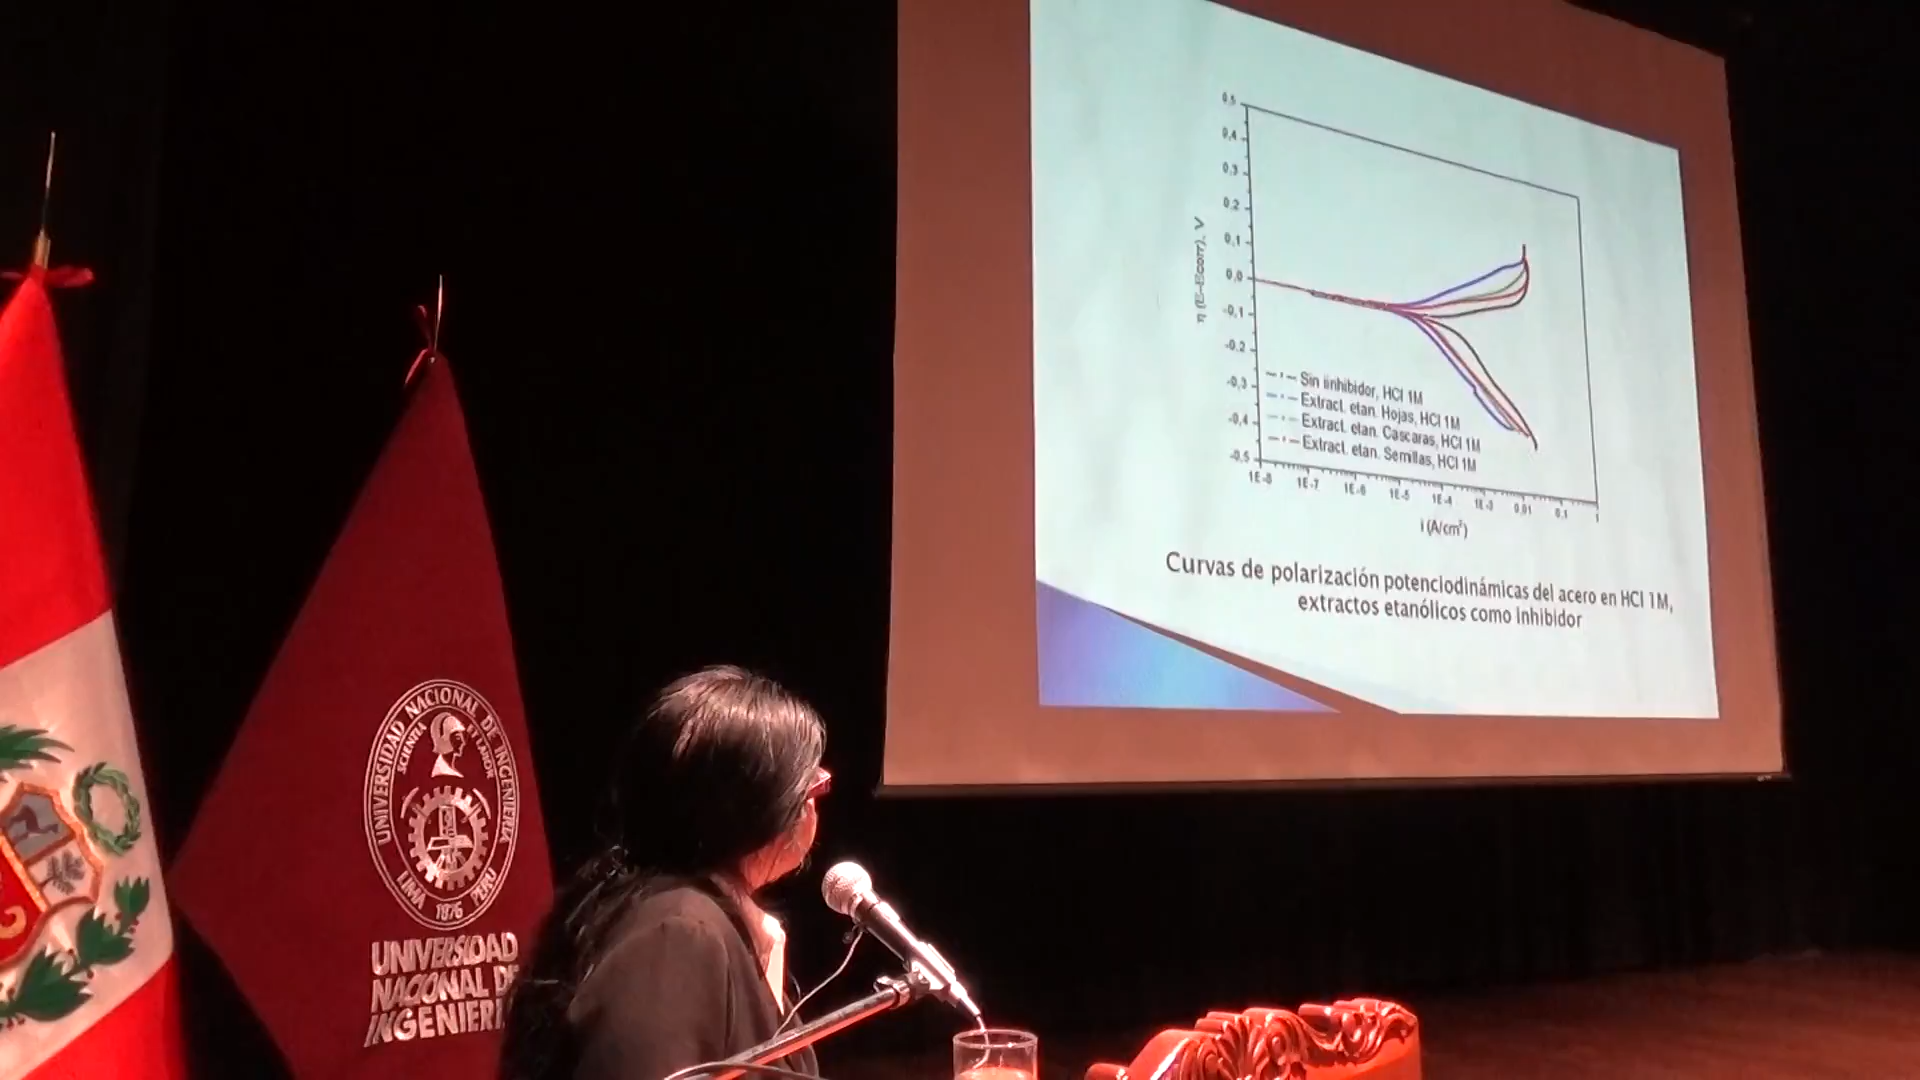 0,5
0,4
0,3
0,2
0,1
0,0
-0,1
-0,2
-0,3
-0,4
-0,5
η (E-Ecorr), V
Sin iinhibidor, HCl 1M
Extract. etan. Hojas, HCl 1M
Extract. etan. Cascaras, HCl 1M
Extract. etan. Semillas, HCl 1M
1E-8 1E-7 1E-6 1E-5 1E-4 1E-3 0,01 0,1 1
i (A/cm²)
Curvas de polarización potenciodinámicas del acero en HCl 1M,
extractos etanólicos como inhibidor
UNIVERSIDAD NACIONAL DE INGENIERIA
SCIENTIA ET LABOR
LIMA PERU
1876
UNIVERSIDAD
NACIONAL DE
INGENIERI